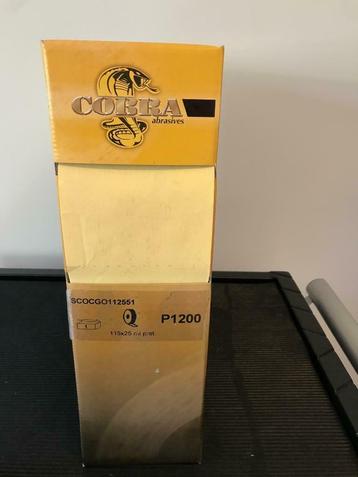 COBRA
abrasives
SCOCGO112551
P1200
115x25 m